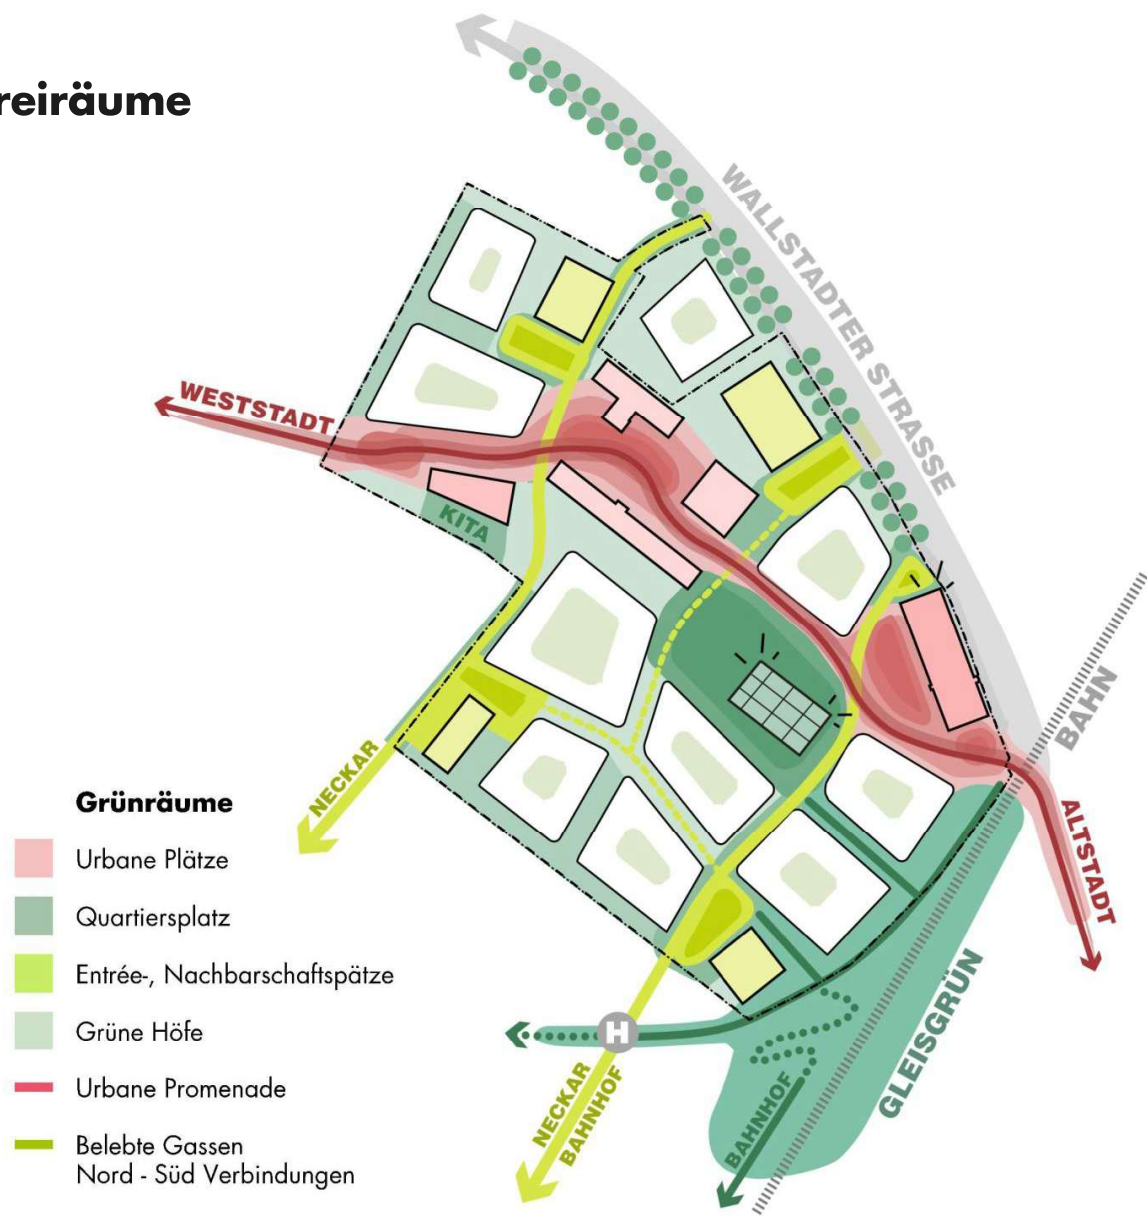 reiräume
WALLSTADTER STRASSE
WESTSTADT
KITA
BAHN
NECKAR
ALTSTADT
GLEISGRÜN
H
NECKAR
BAHNHOF
BAHNHOF
Grünräume
Urbane Plätze
Quartiersplatz
Entrée-, Nachbarschaftspätze
Grüne Höfe
Urbane Promenade
Belebte Gassen
Nord - Süd Verbindungen